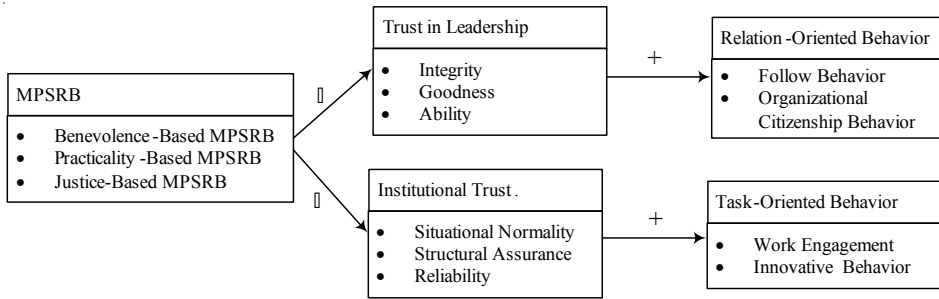 Trust in Leadership
• Integrity
• Goodness
• Ability
+
Relation-Oriented Behavior
• Follow Behavior
• Organizational
Citizenship Behavior
MPSRB
• Benevolence-Based MPSRB
• Practicality-Based MPSRB
• Justice-Based MPSRB
Institutional Trust.
• Situational Normality
• Structural Assurance
• Reliability
+
Task-Oriented Behavior
• Work Engagement
• Innovative Behavior